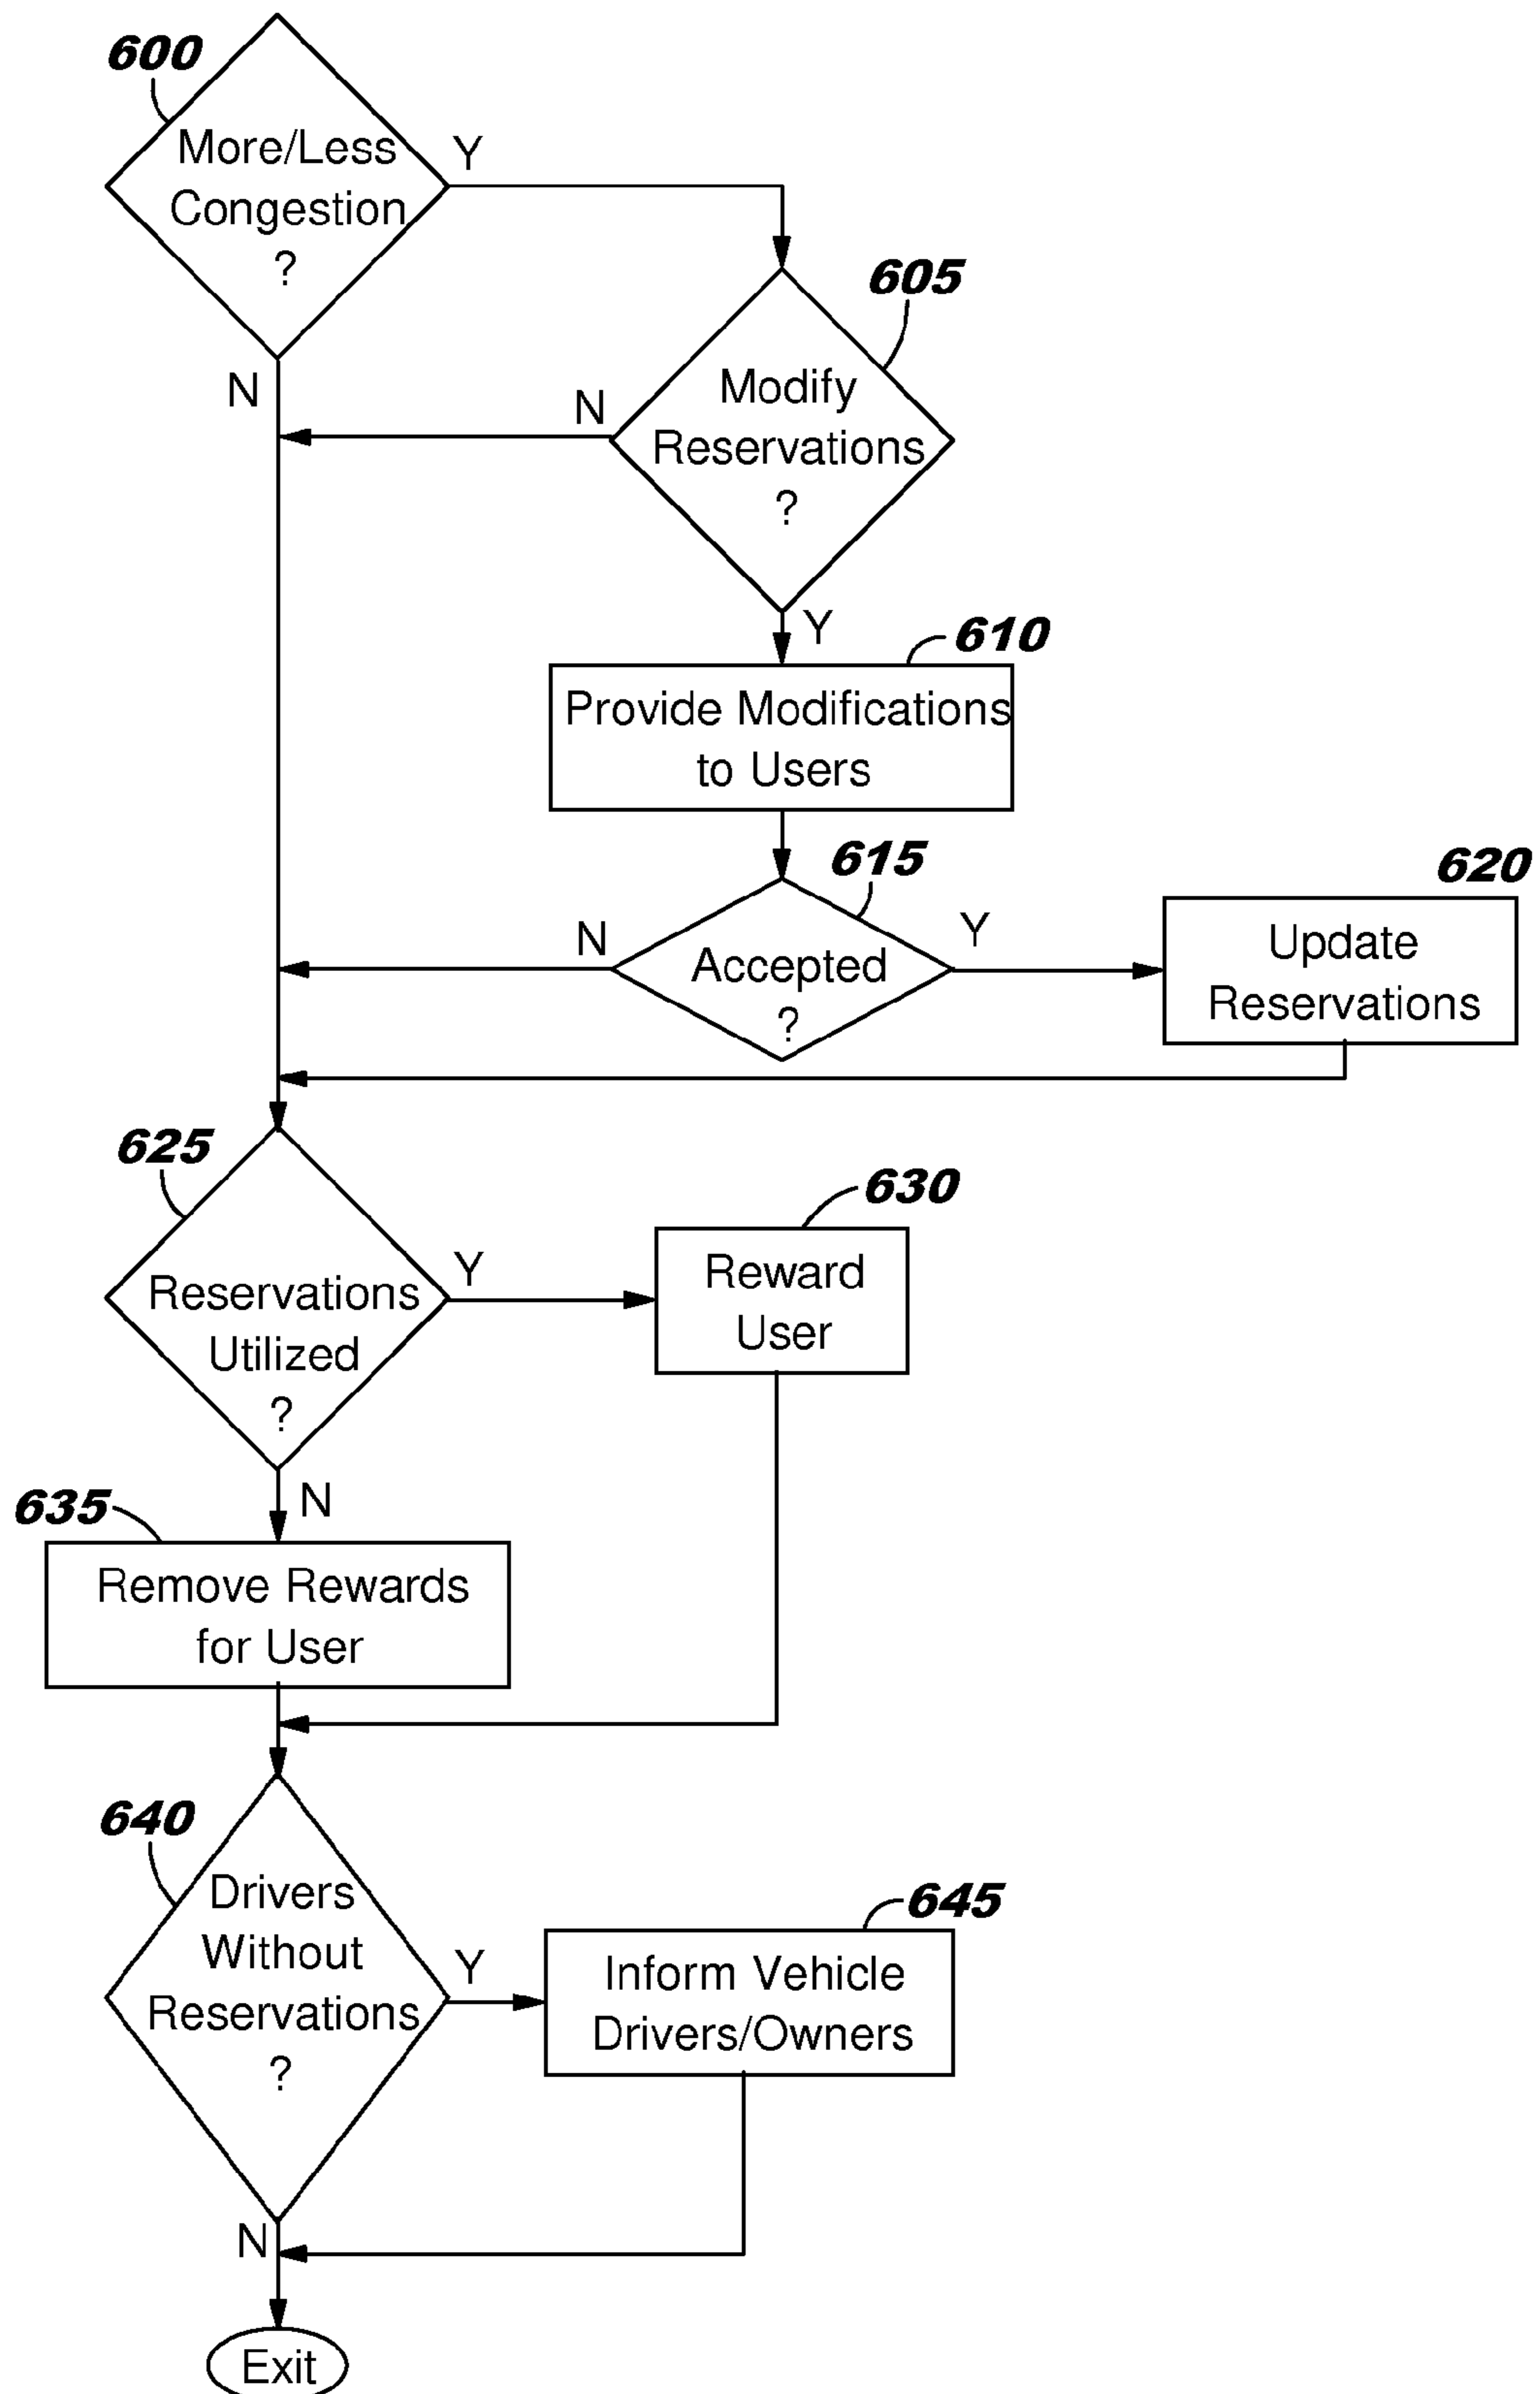 600
More/Less
Congestion
?
Y
N
605
Modify
Reservations
?
N
Y
610
Provide Modifications
to Users
615
Accepted
?
N
Y
620
Update
Reservations
625
Reservations
Utilized
?
Y
N
630
Reward
User
635
Remove Rewards
for User
640
Drivers
Without
Reservations
?
Y
N
645
Inform Vehicle
Drivers/Owners
Exit